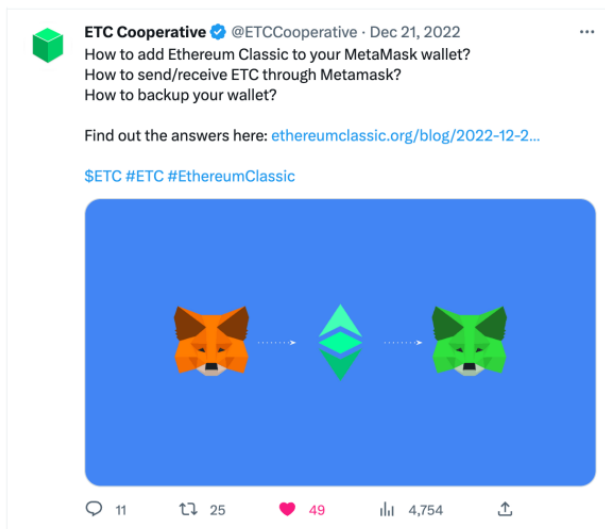 ETC Cooperative @ETCCooperative · Dec 21, 2022
How to add Ethereum Classic to your MetaMask wallet?
How to send/receive ETC through Metamask?
How to backup your wallet?
Find out the answers here: ethereumclassic.org/blog/2022-12-2...
$ETC #ETC #EthereumClassic
11 25 49 4,754